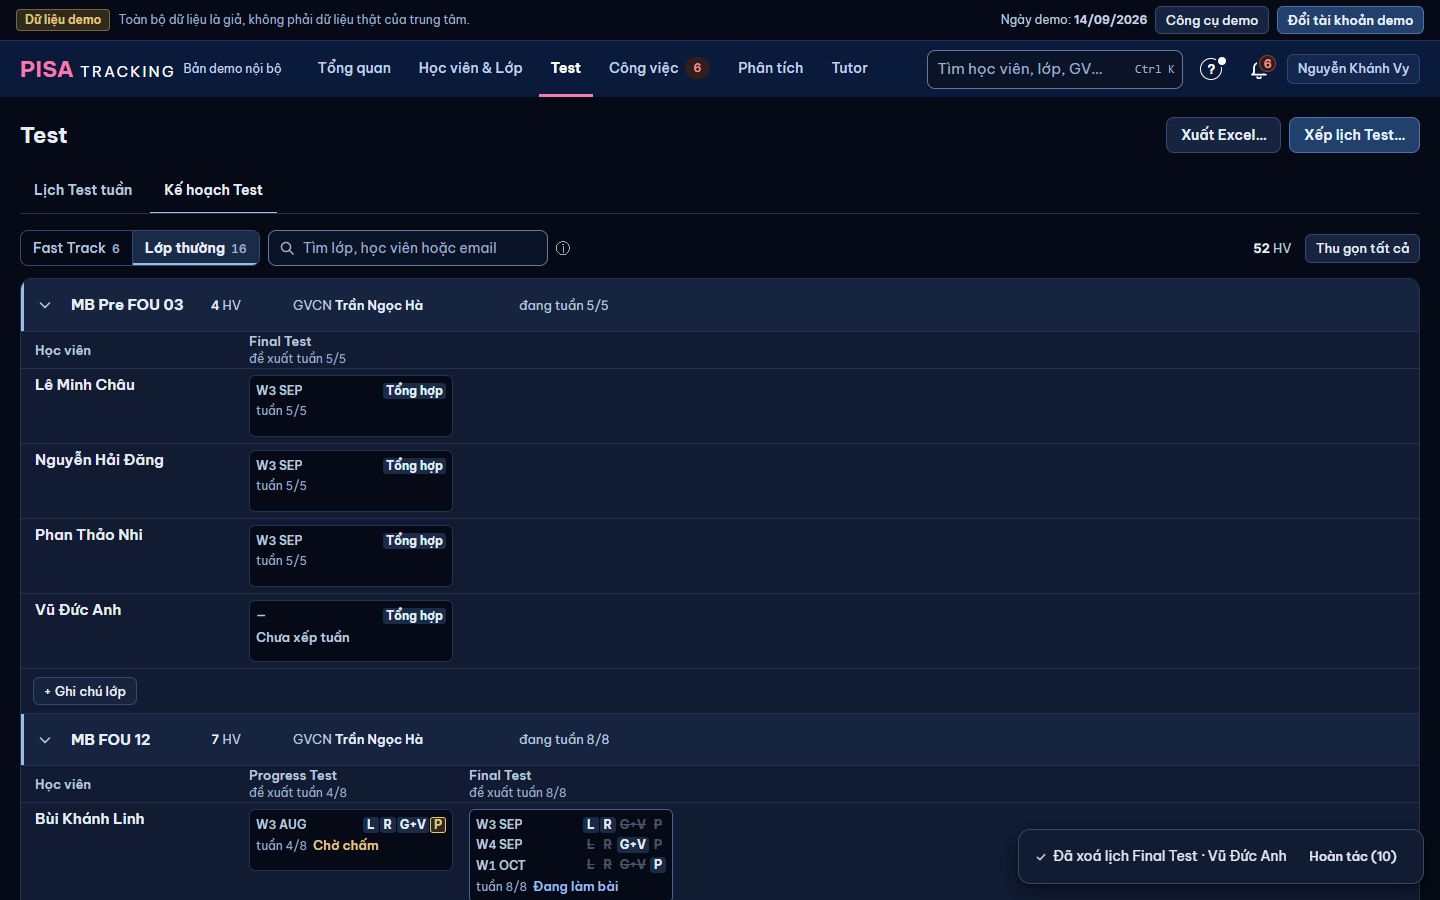 Dữ liệu demo Toàn bộ dữ liệu là giả, không phải dữ liệu thật của trung tâm. Ngày demo: 14/09/2026 Công cụ demo Đổi tài khoản demo
PISA TRACKING Bản demo nội bộ Tổng quan Học viên & Lớp Test Công việc 6 Phân tích Tutor Tìm học viên, lớp, GV... Ctrl K ? 6 Nguyễn Khánh Vy
Test Xuất Excel... Xếp lịch Test...
Lịch Test tuần Kế hoạch Test
Fast Track 6 Lớp thường 16 Tìm lớp, học viên hoặc email 52 HV Thu gọn tất cả
MB Pre FOU 03 4 HV GVCN Trần Ngọc Hà đang tuần 5/5
Học viên Final Test
đề xuất tuần 5/5
Lê Minh Châu W3 SEP Tổng hợp
tuần 5/5
Nguyễn Hải Đăng W3 SEP Tổng hợp
tuần 5/5
Phan Thảo Nhi W3 SEP Tổng hợp
tuần 5/5
Vũ Đức Anh – Tổng hợp
Chưa xếp tuần
+ Ghi chú lớp
MB FOU 12 7 HV GVCN Trần Ngọc Hà đang tuần 8/8
Học viên Progress Test Final Test
đề xuất tuần 4/8 đề xuất tuần 8/8
Bùi Khánh Linh W3 AUG L R G+V P W3 SEP L R G+V P
tuần 4/8 Chờ chấm W4 SEP L R G+V P
W1 OCT L R G+V P
tuần 8/8 Đang làm bài
Đã xoá lịch Final Test · Vũ Đức Anh Hoàn tác (10)